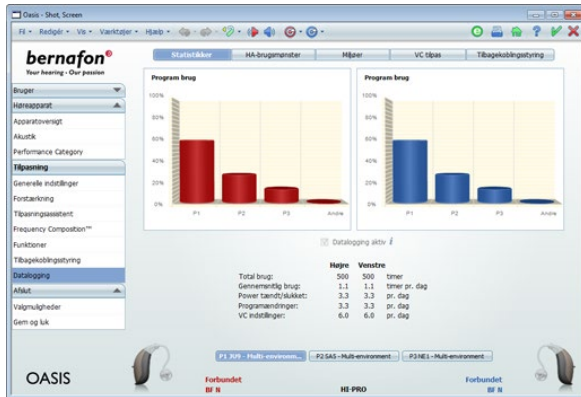 Oasis - Shot, Screen
Fil Redigér Vis Værktøjer Hjælp
bernafon®
Your hearing • Our passion
Statistikker HA-brugsmønster Miljøer VC tilpas Tilbagekoblingsstyring
Bruger
Høreapparat
Apparatoversigt
Akustik
Performance Category
Tilpasning
Generelle indstillinger
Forstærkning
Tilpasningsassistent
Frequency Composition™
Funktioner
Tilbagekoblingsstyring
Datalogging
Afslut
Valgmuligheder
Gem og luk
Program brug
100%
80%
60%
40%
20%
0%
P1 P2 P3 Andre
Program brug
100%
80%
60%
40%
20%
0%
P1 P2 P3 Andre
Datalogging aktiv i
Højre Venstre
Total brug: 500 500 timer
Gennemsnitlig brug: 1.1 1.1 timer pr. dag
Power tændt/slukket: 3.3 3.3 pr. dag
Programændringer: 3.3 3.3 pr. dag
VC indstillinger: 6.0 6.0 pr. dag
P1 JU9 - Multi-environm... P2 SAS - Multi-environment P3 NE1 - Multi-environment
OASIS
Forbundet
BF N
HI-PRO
Forbundet
BF N